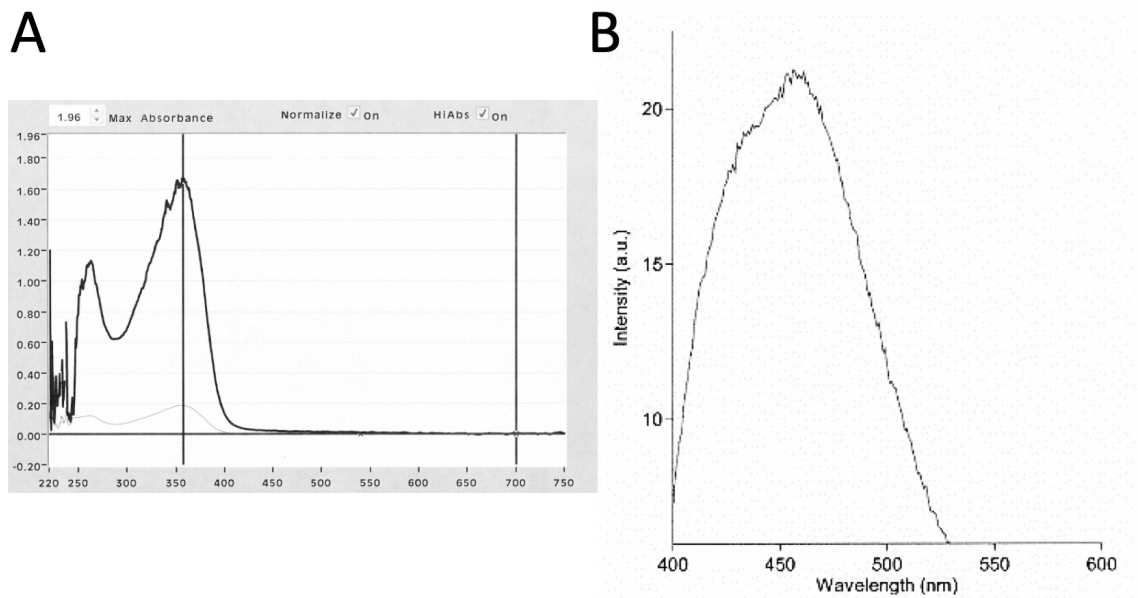 A
B
1.96 Max Absorbance Normalize On HiAbs On
1.96
1.80
1.60
1.40
1.20
1.00
0.80
0.60
0.40
0.20
0.00
-0.20
220 250 300 350 400 450 500 550 600 650 700 750
Intensity (a.u.)
20
15
10
400 450 500 550 600
Wavelength (nm)